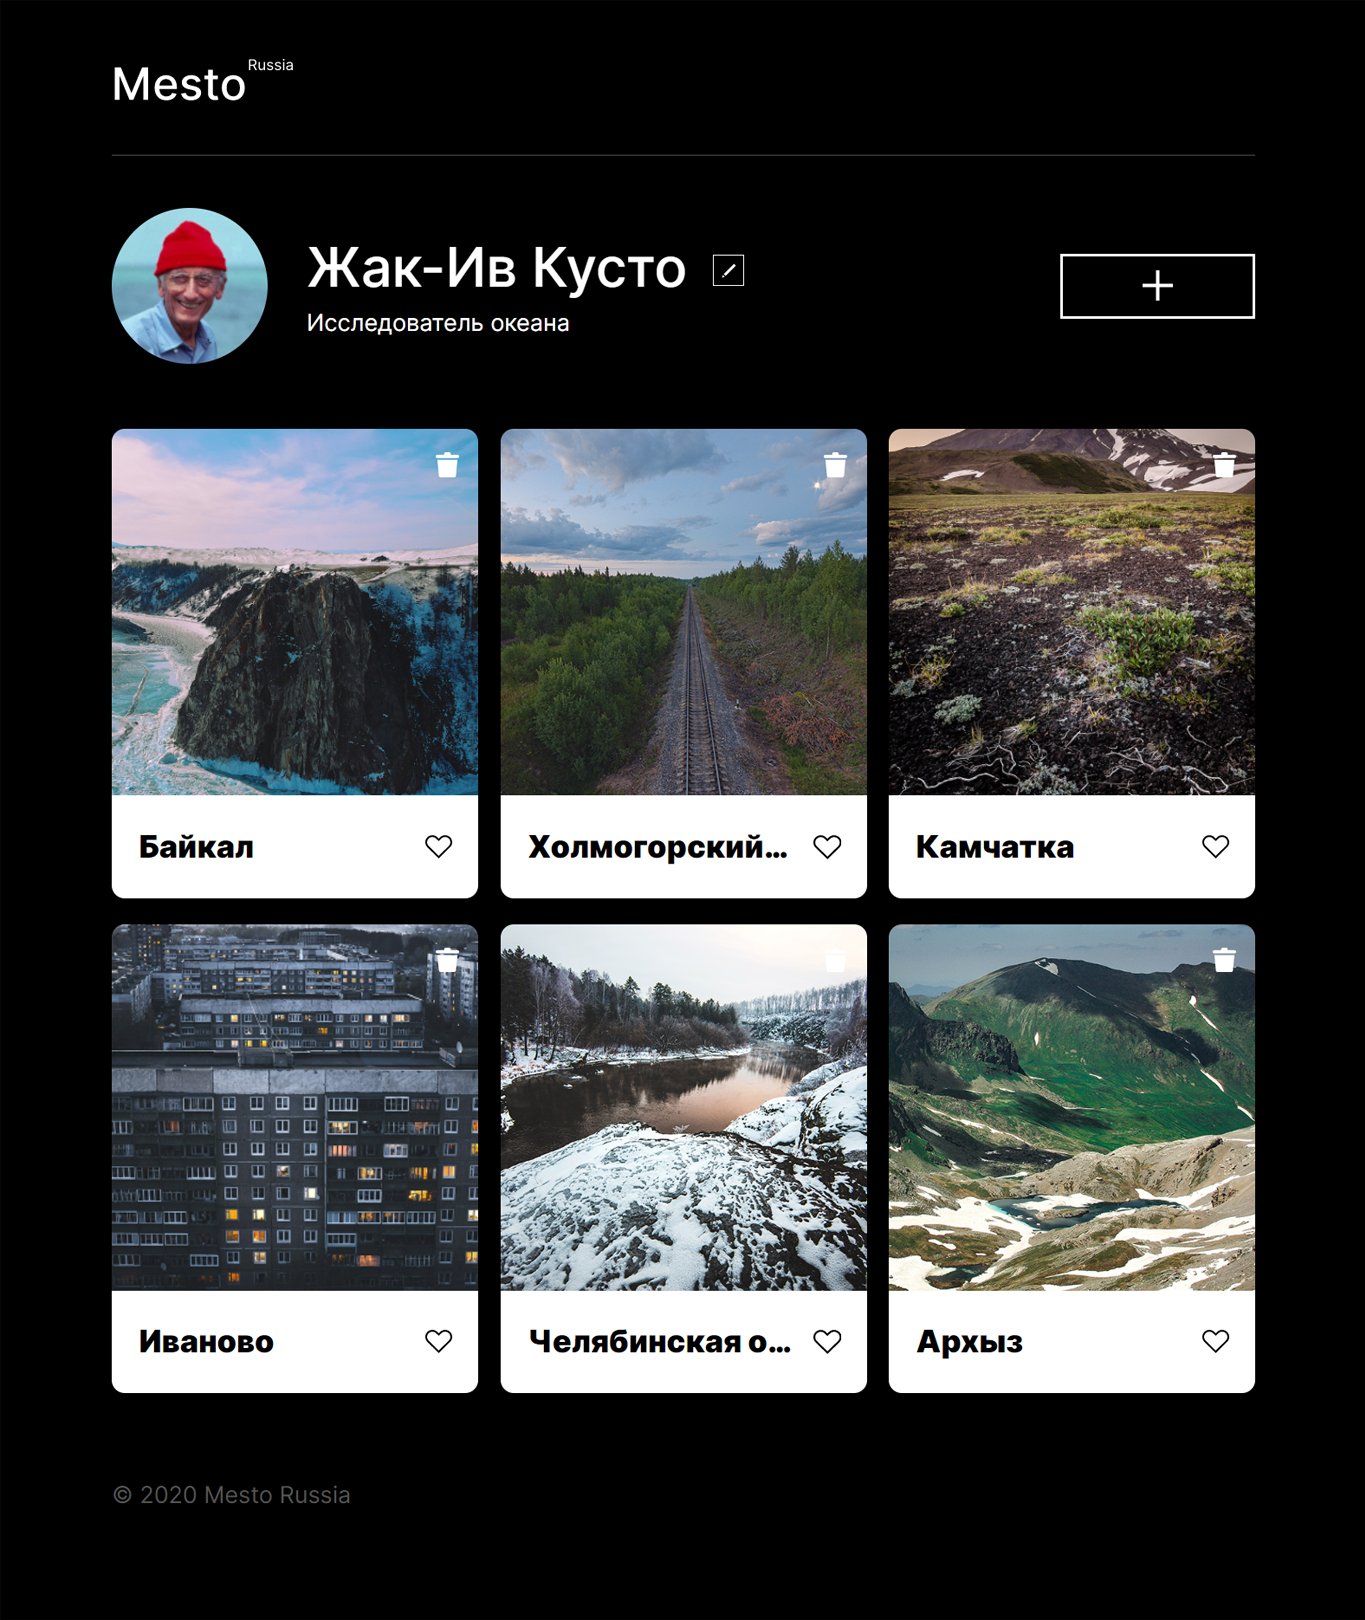 Mesto Russia
Жак-Ив Кусто
Исследователь океана
Байкал
Холмогорский...
Камчатка
Иваново
Челябинская о...
Архыз
© 2020 Mesto Russia